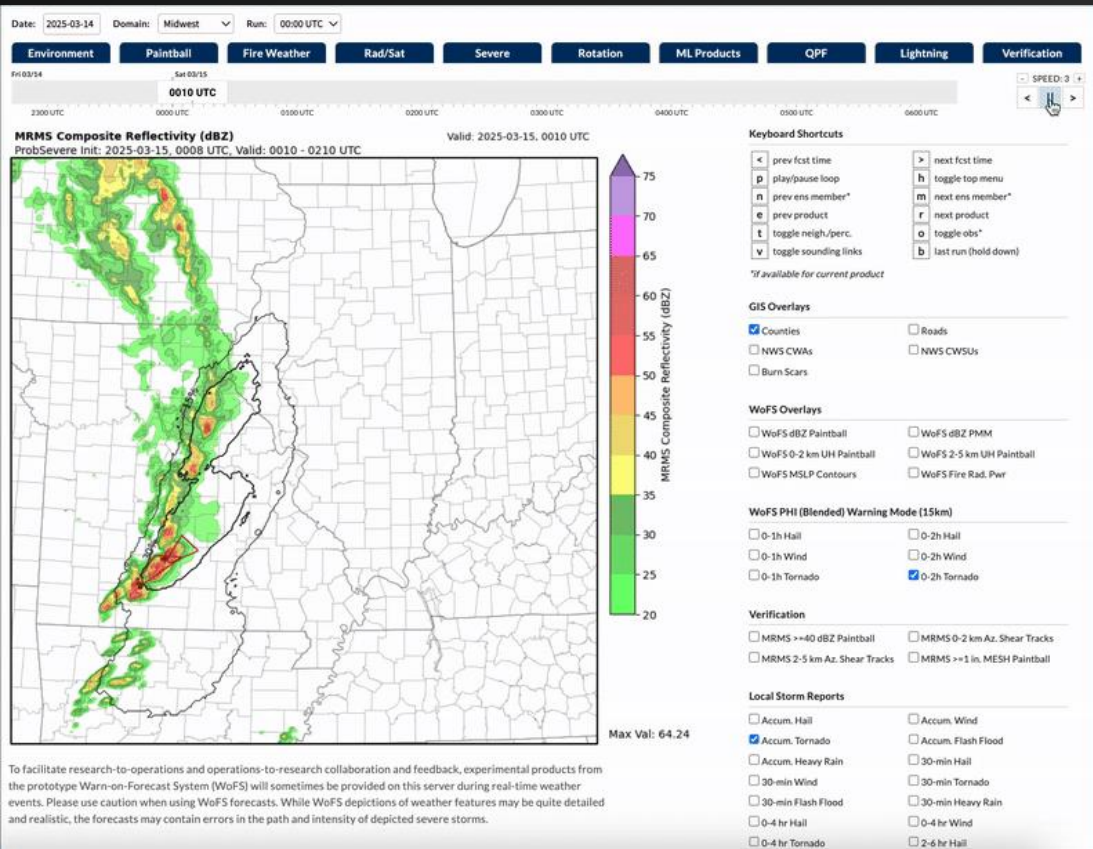 Date: 2025-03-14 Domain: Midwest Run: 00:00 UTC
Environment Paintball Fire Weather Rad/Sat Severe Rotation ML Products QPF Lightning Verification
Fri 03/14 Sat 03/15 - SPEED: 3 +
0010 UTC < >
2300 UTC 0000 UTC 0100 UTC 0200 UTC 0300 UTC 0400 UTC 0500 UTC 0600 UTC
MRMS Composite Reflectivity (dBZ) Valid: 2025-03-15, 0010 UTC
ProbSevere Init: 2025-03-15, 0008 UTC, Valid: 0010 - 0210 UTC
75
70
65
60
55
50
45
40
35
30
25
20
MRMS Composite Reflectivity (dBZ)
Max Val: 64.24
To facilitate research-to-operations and operations-to-research collaboration and feedback, experimental products from
the prototype Warn-on-Forecast System (WoFS) will sometimes be provided on this server during real-time weather
events. Please use caution when using WoFS forecasts. While WoFS depictions of weather features may be quite detailed
and realistic, the forecasts may contain errors in the path and intensity of depicted severe storms.
Keyboard Shortcuts
< prev fcst time > next fcst time
p play/pause loop h toggle top menu
n prev ens member* m next ens member*
e prev product r next product
t toggle neigh./perc. o toggle obs*
v toggle sounding links b last run (hold down)
*if available for current product
GIS Overlays
Counties Roads
NWS CWAs NWS CWSUs
Burn Scars
WoFS Overlays
WoFS dBZ Paintball WoFS dBZ PMM
WoFS 0-2 km UH Paintball WoFS 2-5 km UH Paintball
WoFS MSLP Contours WoFS Fire Rad. Pwr
WoFS PHI (Blended) Warning Mode (15km)
0-1h Hail 0-2h Hail
0-1h Wind 0-2h Wind
0-1h Tornado 0-2h Tornado
Verification
MRMS >=40 dBZ Paintball MRMS 0-2 km Az. Shear Tracks
MRMS 2-5 km Az. Shear Tracks MRMS >=1 in. MESH Paintball
Local Storm Reports
Accum. Hail Accum. Wind
Accum. Tornado Accum. Flash Flood
Accum. Heavy Rain 30-min Hail
30-min Wind 30-min Tornado
30-min Flash Flood 30-min Heavy Rain
0-4 hr Hail 0-4 hr Wind
0-4 hr Tornado 2-6 hr Hail